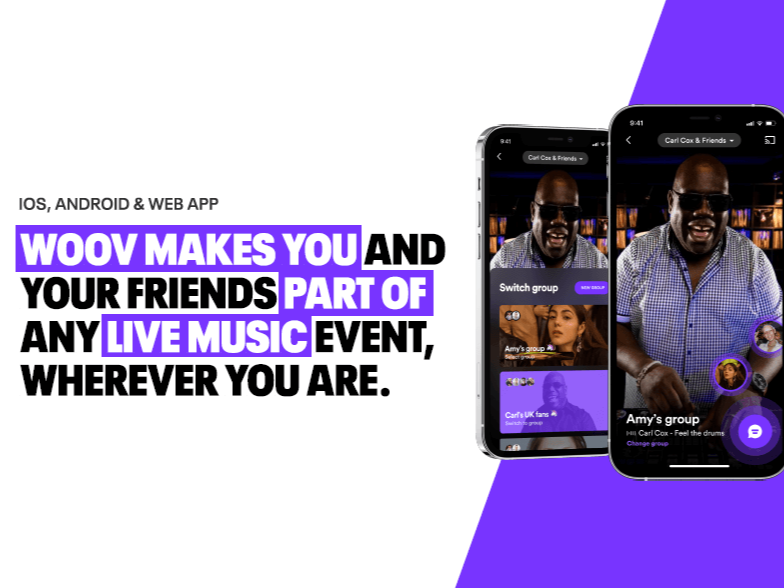 IOS, ANDROID & WEB APP
WOOV MAKES YOU AND
YOUR FRIENDS PART OF
ANY LIVE MUSIC EVENT,
WHEREVER YOU ARE.
9:41
Carl Cox & Friends
Switch group
NEW GROUP
Amy's group
Select group
Carl's UK fans
Switch to group
9:41
Carl Cox & Friends
Amy's group
Carl Cox - Feel the drums
Change group